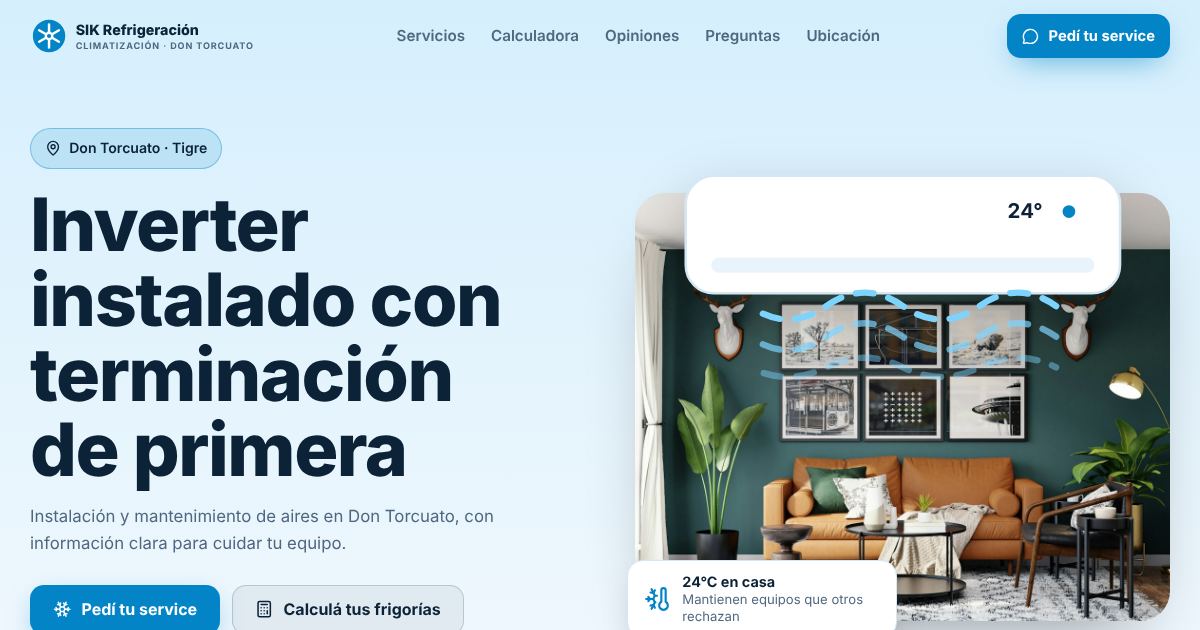 SIK Refrigeración
CLIMATIZACIÓN · DON TORCUATO
Servicios
Calculadora
Opiniones
Preguntas
Ubicación
Pedí tu service
Don Torcuato · Tigre
Inverter
instalado con
terminación
de primera
Instalación y mantenimiento de aires en Don Torcuato, con
información clara para cuidar tu equipo.
Pedí tu service
Calculá tus frigorías
24°
24°C en casa
Mantienen equipos que otros
rechazan